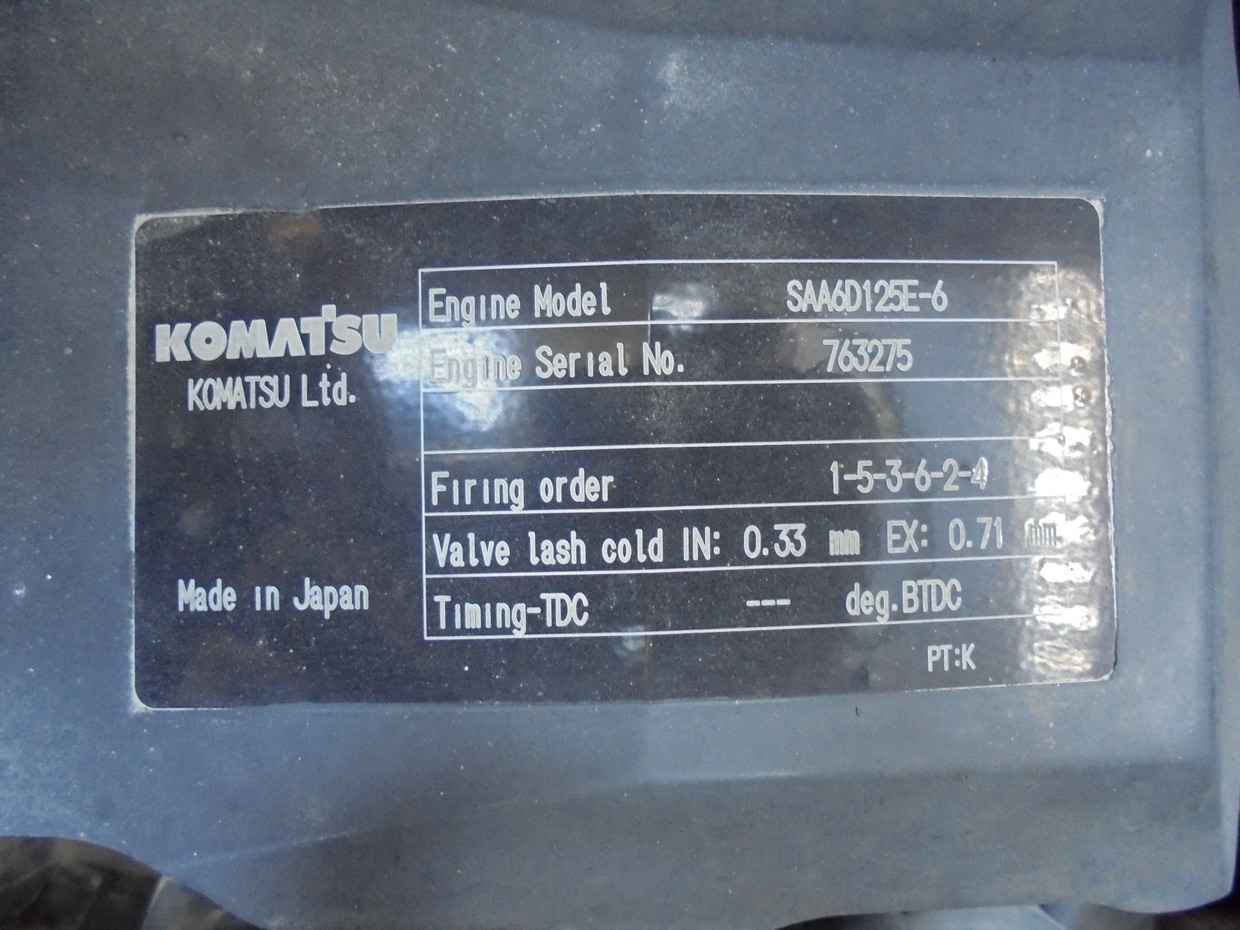 KOMATSU
KOMATSU Ltd.
Made in Japan
Engine Model SAA6D125E-6
Engine Serial No. 763275
Firing order 1-5-3-6-2-4
Valve lash cold IN: 0.33 mm EX: 0.71 mm
Timing-TDC --- deg.BTDC
PT:K